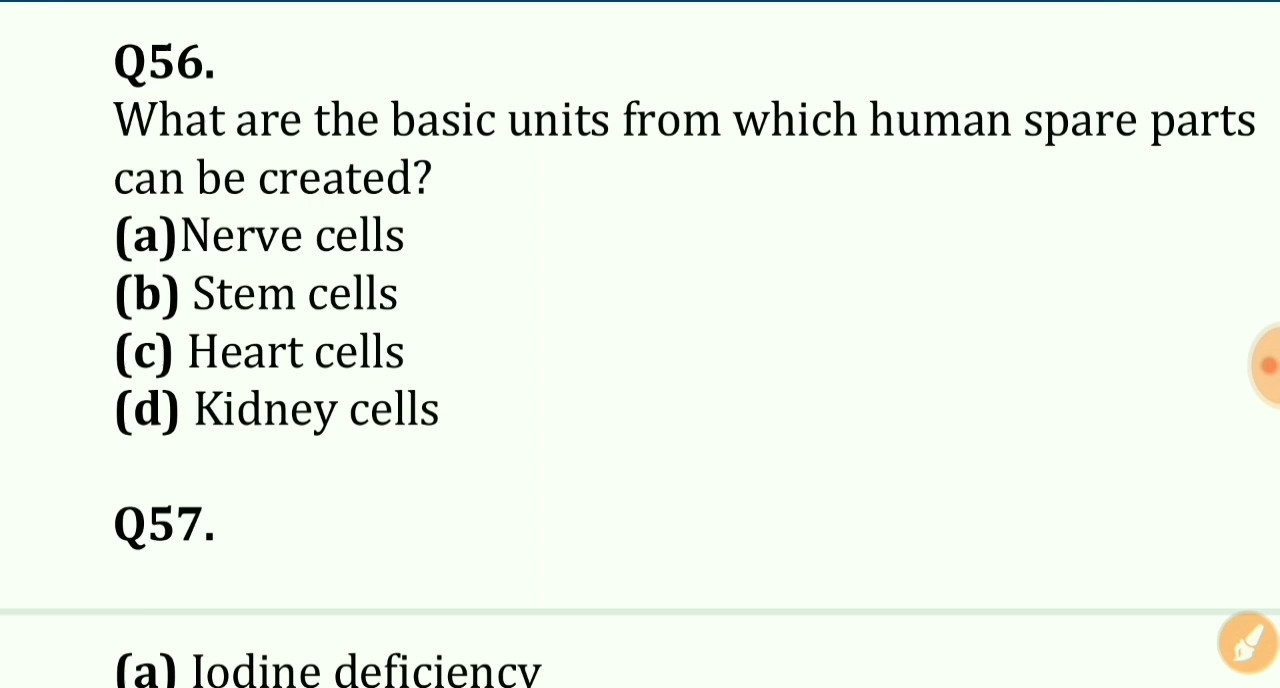 Q56.
What are the basic units from which human spare parts
can be created?
(a)Nerve cells
(b) Stem cells
(c) Heart cells
(d) Kidney cells
Q57.
(a) Iodine deficiency